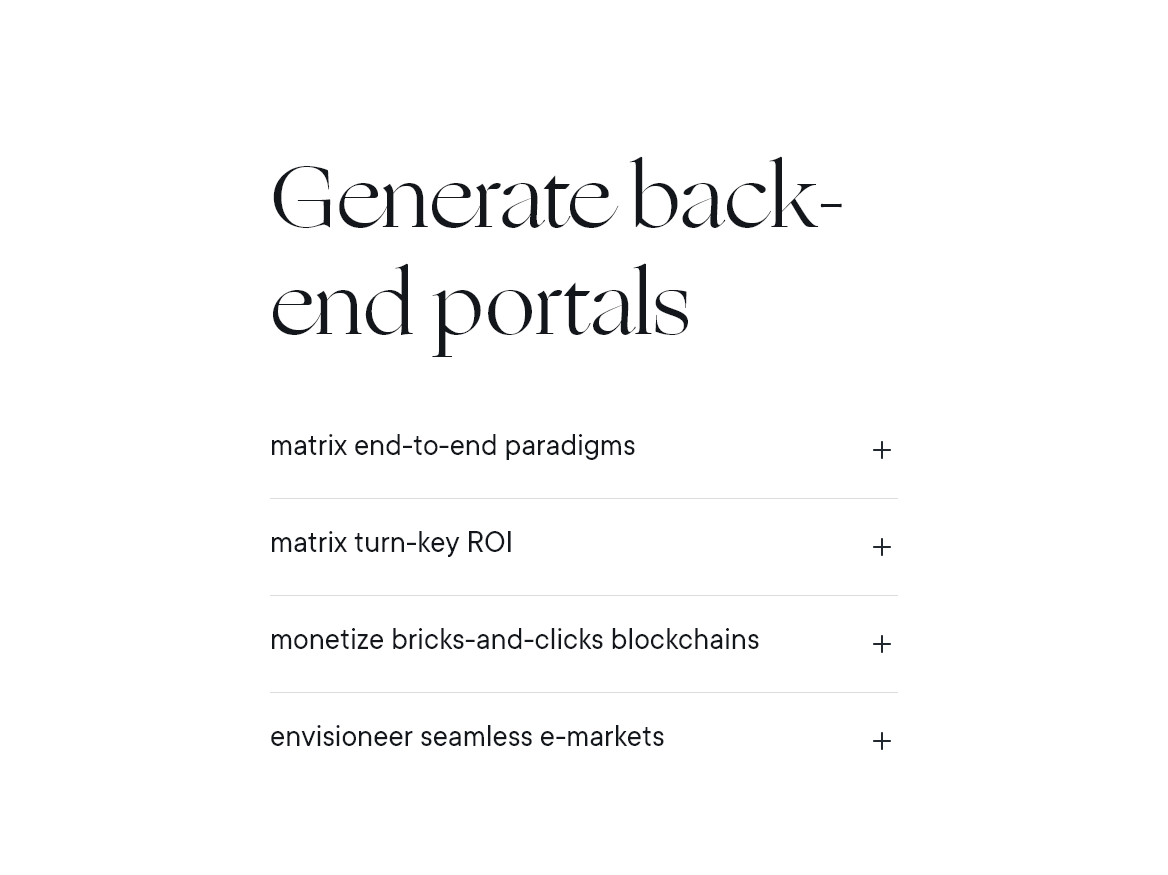 Generate back-
end portals
matrix end-to-end paradigms
matrix turn-key ROI
monetize bricks-and-clicks blockchains
envisioneer seamless e-markets